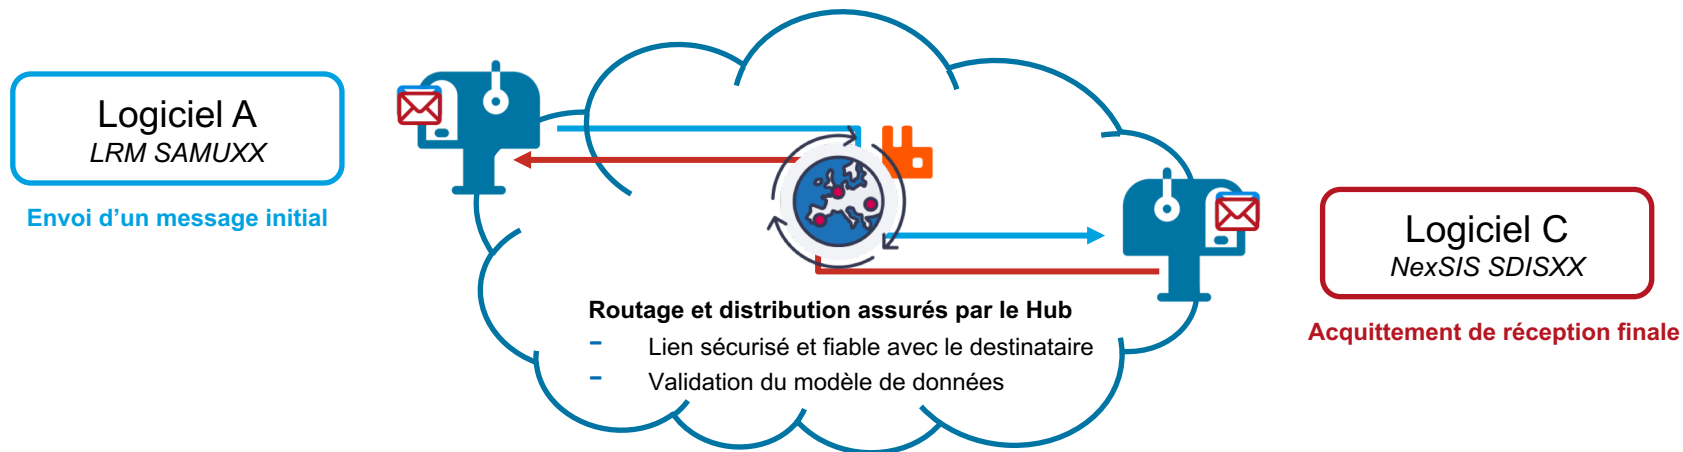 Logiciel A
LRM SAMUXX
Envoi d’un message initial
Routage et distribution assurés par le Hub
- Lien sécurisé et fiable avec le destinataire
- Validation du modèle de données
Logiciel C
NexSIS SDISXX
Acquittement de réception finale